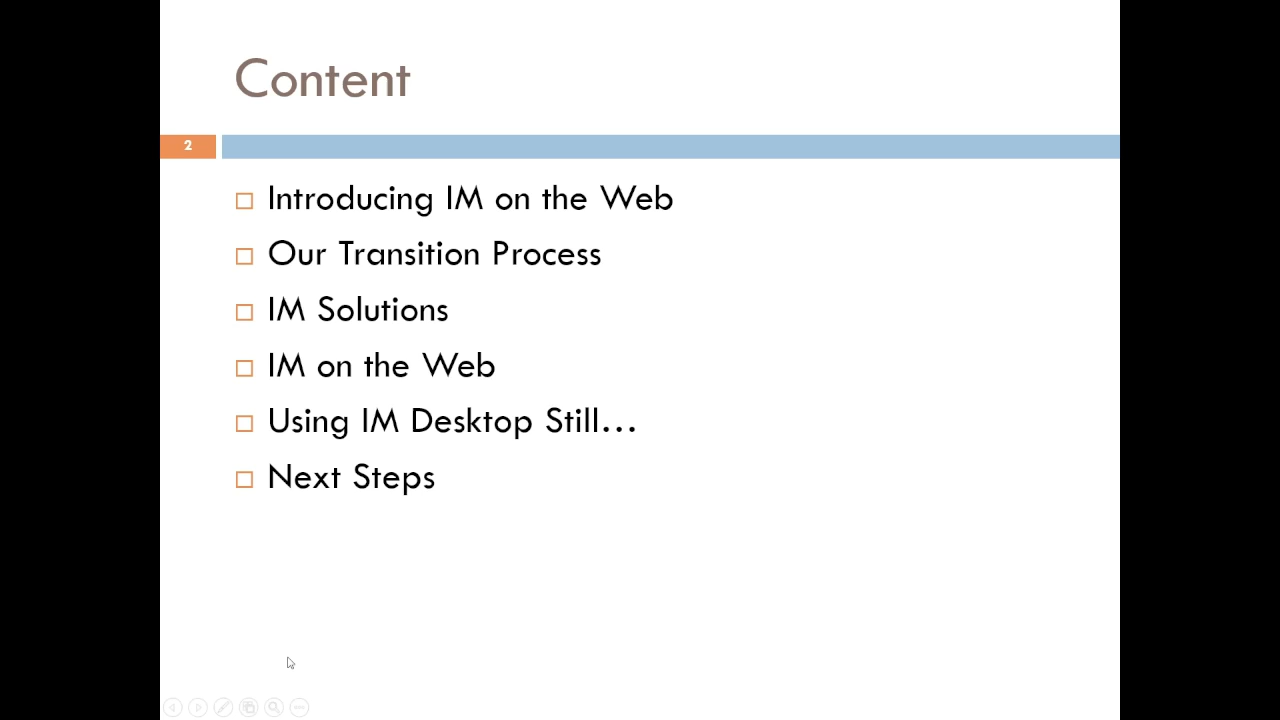 Content
2
Introducing IM on the Web
Our Transition Process
IM Solutions
IM on the Web
Using IM Desktop Still...
Next Steps